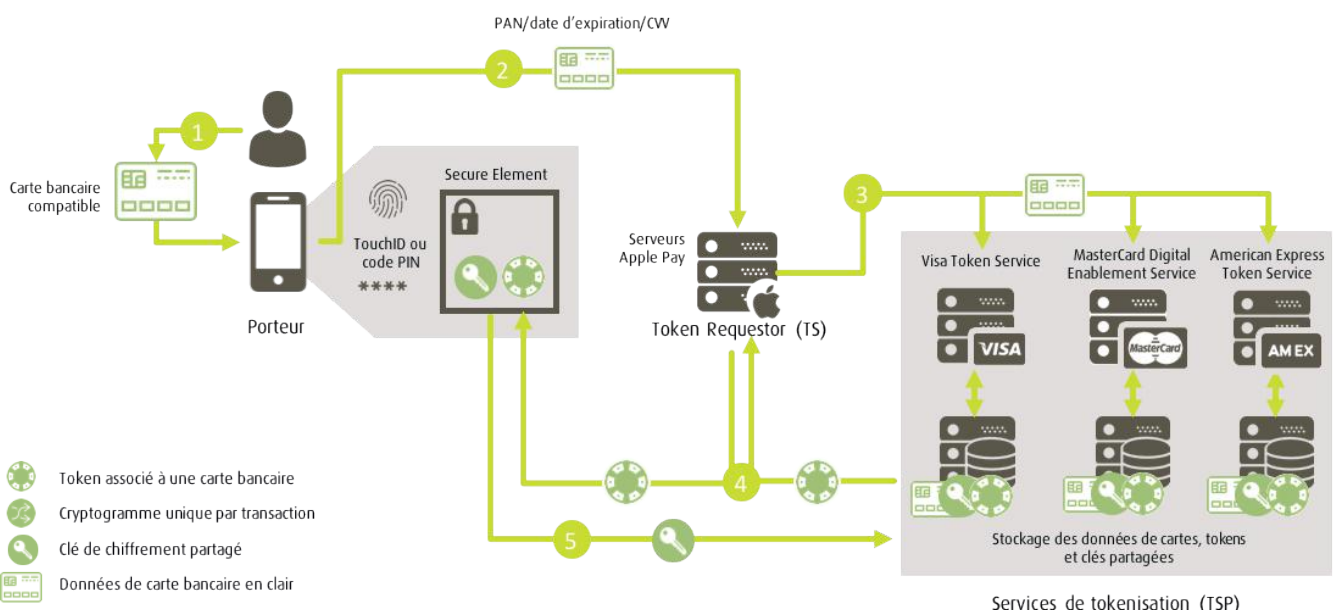 PAN/date d’expiration/CVV
2
1
Carte bancaire
compatible
Secure Element
TouchID ou
code PIN
****
Porteur
Serveurs
Apple Pay
Token Requestor (TS)
3
Visa Token Service
MasterCard Digital
Enablement Service
American Express
Token Service
VISA
MasterCard
AM EX
4
5
Stockage des données de cartes, tokens
et clés partagées
Services de tokenisation (TSP)
Token associé à une carte bancaire
Cryptogramme unique par transaction
Clé de chiffrement partagé
Données de carte bancaire en clair